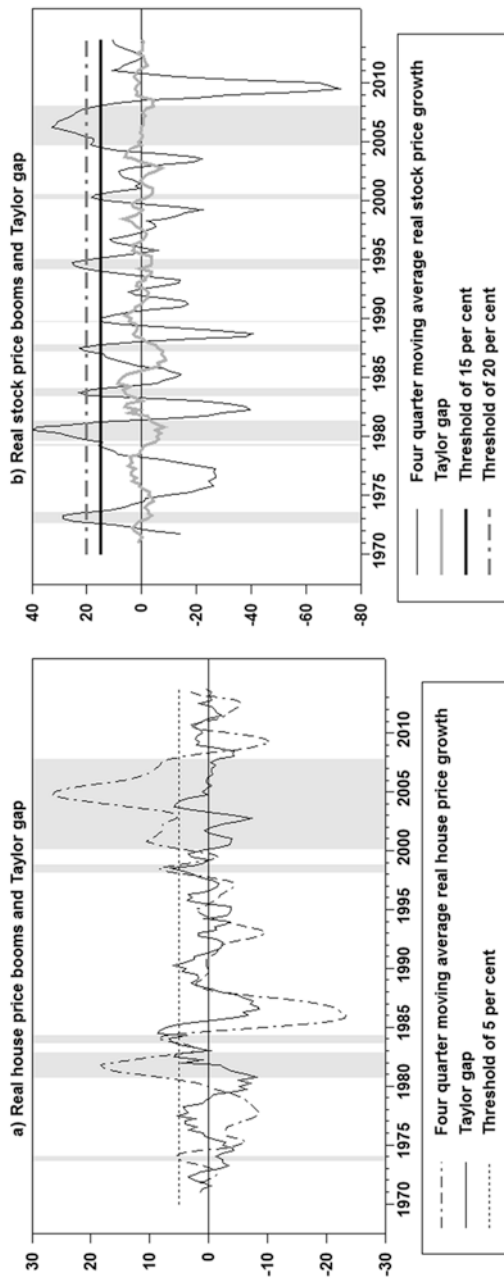 a) Real house price booms and Taylor gap
30
20
10
0
-10
-20
-30
1970 1975 1980 1985 1990 1995 2000 2005 2010
Four quarter moving average real house price growth
Taylor gap
Threshold of 5 per cent
b) Real stock price booms and Taylor gap
40
20
0
-20
-40
-60
-80
1970 1975 1980 1985 1990 1995 2000 2005 2010
Four quarter moving average real stock price growth
Taylor gap
Threshold of 15 per cent
Threshold of 20 per cent